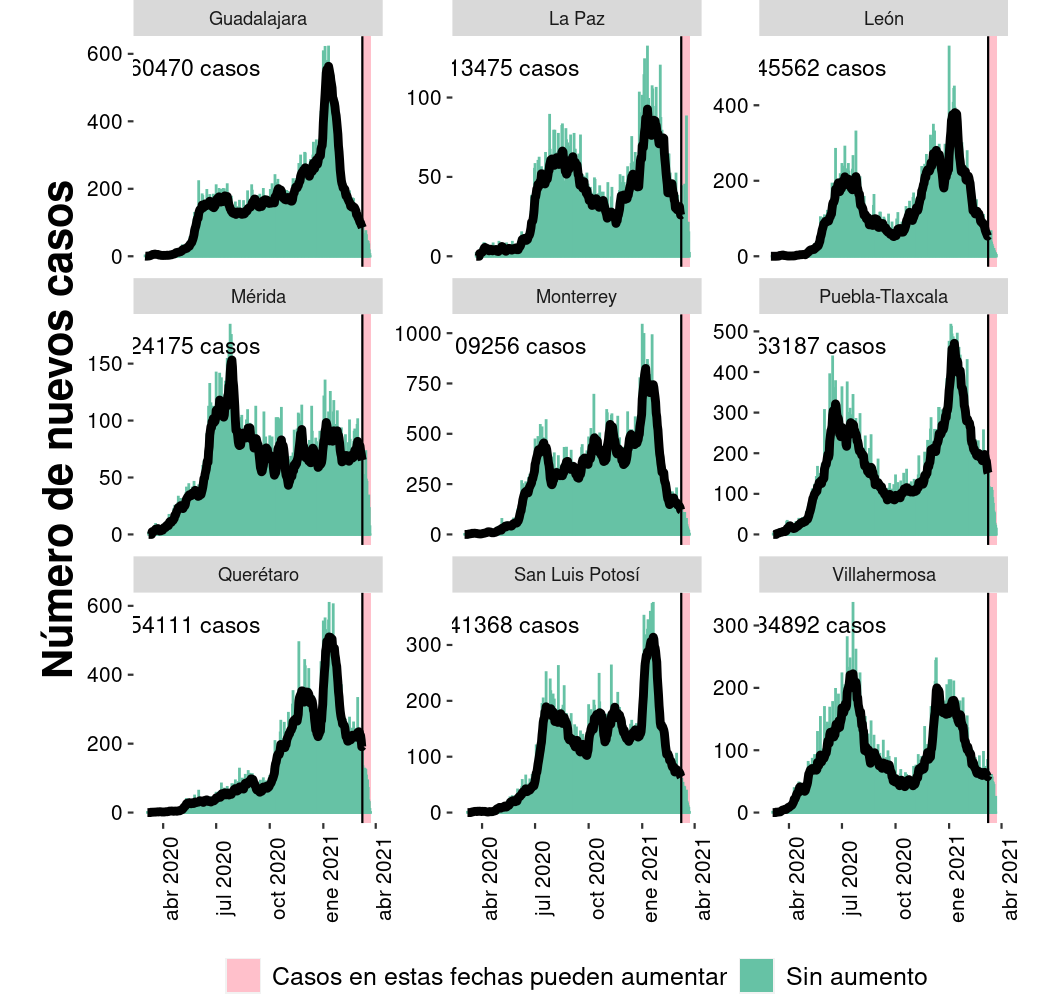 Guadalajara
La Paz
León
60470 casos
13475 casos
45562 casos
600
400
200
0
100
50
0
400
200
0
Mérida
Monterrey
Puebla-Tlaxcala
24175 casos
09256 casos
63187 casos
150
100
50
0
1000
750
500
250
0
500
400
300
200
100
0
Querétaro
San Luis Potosí
Villahermosa
54111 casos
41368 casos
34892 casos
600
400
200
0
300
200
100
0
300
200
100
0
abr 2020
jul 2020
oct 2020
ene 2021
abr 2021
abr 2020
jul 2020
oct 2020
ene 2021
abr 2021
abr 2020
jul 2020
oct 2020
ene 2021
abr 2021
Número de nuevos casos
Casos en estas fechas pueden aumentar
Sin aumento